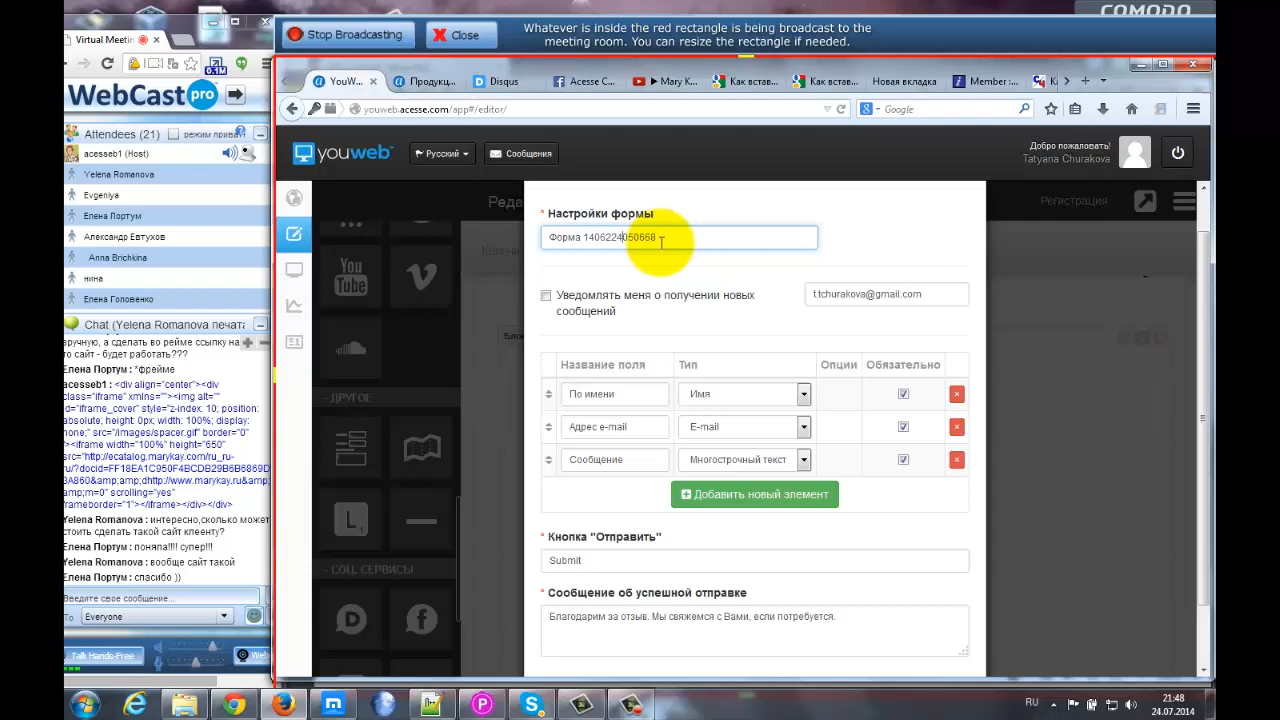 COMODO
Stop Broadcasting
Close
Whatever is inside the red rectangle is being broadcast to the
meeting room. You can resize the rectangle if needed.
Virtual Meeti
0.1M
WebCast pro
Attendees (21)
режим приват
acesseb1 (Host)
Yelena Romanova
Evgeniya
Елена Портум
Александр Евтухов
Anna Brichkina
нина
Елена Головенко
Chat (Yelena Romanova печата
вручную, а сделать во рейме ссылку на
то сайт - будет работать???
Елена Портум : *фрейме
acesseb1 : <div align="center"><div
class="iframe" xmlns=""><img alt=""
id="iframe_cover" style="z-index: 10; position:
absolute; height: 0px; width: 100%; display:
none;" src="/images/spacer.gif" border="0"
/><iframe width="100%" height="650"
src="http://ecatalog.marykay.com/ru_ru-
ru/?docid=FF18EA1C950F4BCDB29B6B6869D
3A860&amp;dhttp://www.marykay.ru&amp
;m=0" scrolling="yes"
frameborder="1"></iframe></div></div>
Yelena Romanova : интересно,сколько может
стоить сделать такой сайт клеенту?
Елена Портум : поняла!!!! супер!!!
Yelena Romanova : вообще сайт такой
Елена Портум : спасибо ))
Введите свое сообщение...
To
Everyone
Talk Hands-Free
Web
YouW...
Продукц...
Disqus
Acesse C...
▶ Mary K...
Как встав...
Как встав...
Новая вкладка
Member :...
youweb.acesse.com/app#/editor/
Google
youweb
Русский
Сообщения
Добро пожаловать!
Tatyana Churakova
Реда
Регистрация
You
Tube
- ДРУГОЕ
L
- СОЦ. СЕРВИСЫ
* Настройки формы
Форма 1406224050668
Уведомлять меня о получении новых
сообщений
t.tchurakova@gmail.com
Название поля
Тип
Опции
Обязательно
По имени
Имя
Адрес e-mail
E-mail
Сообщение
Многострочный текст
Добавить новый элемент
* Кнопка "Отправить"
Submit
* Сообщение об успешной отправке
Благодарим за отзыв. Мы свяжемся с Вами, если потребуется.
RU
21:48
24.07.2014